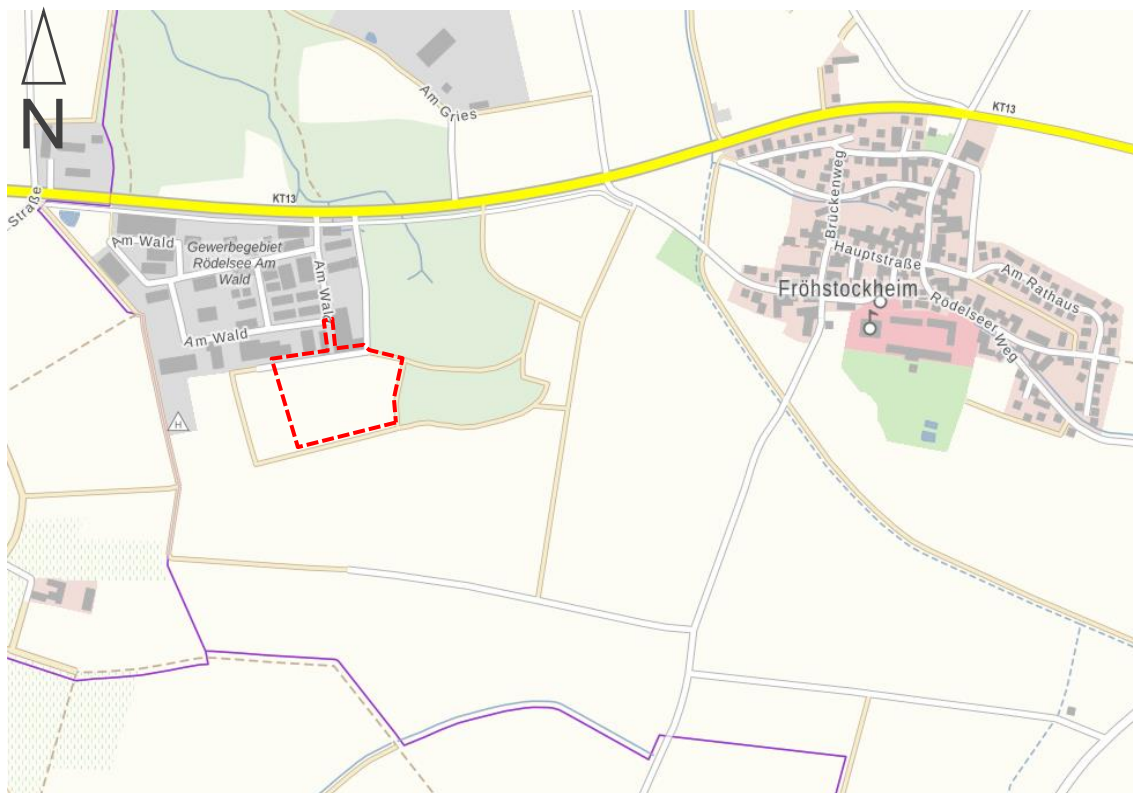 N
Am Gries
KT13
KT13
-Straße
Am Wald
Gewerbegebiet
Rödelsee Am
Wald
Am Wald
Am Wald
Brückenweg
Hauptstraße
Am Rathaus
Fröhstockheim
Rödelseer Weg
H